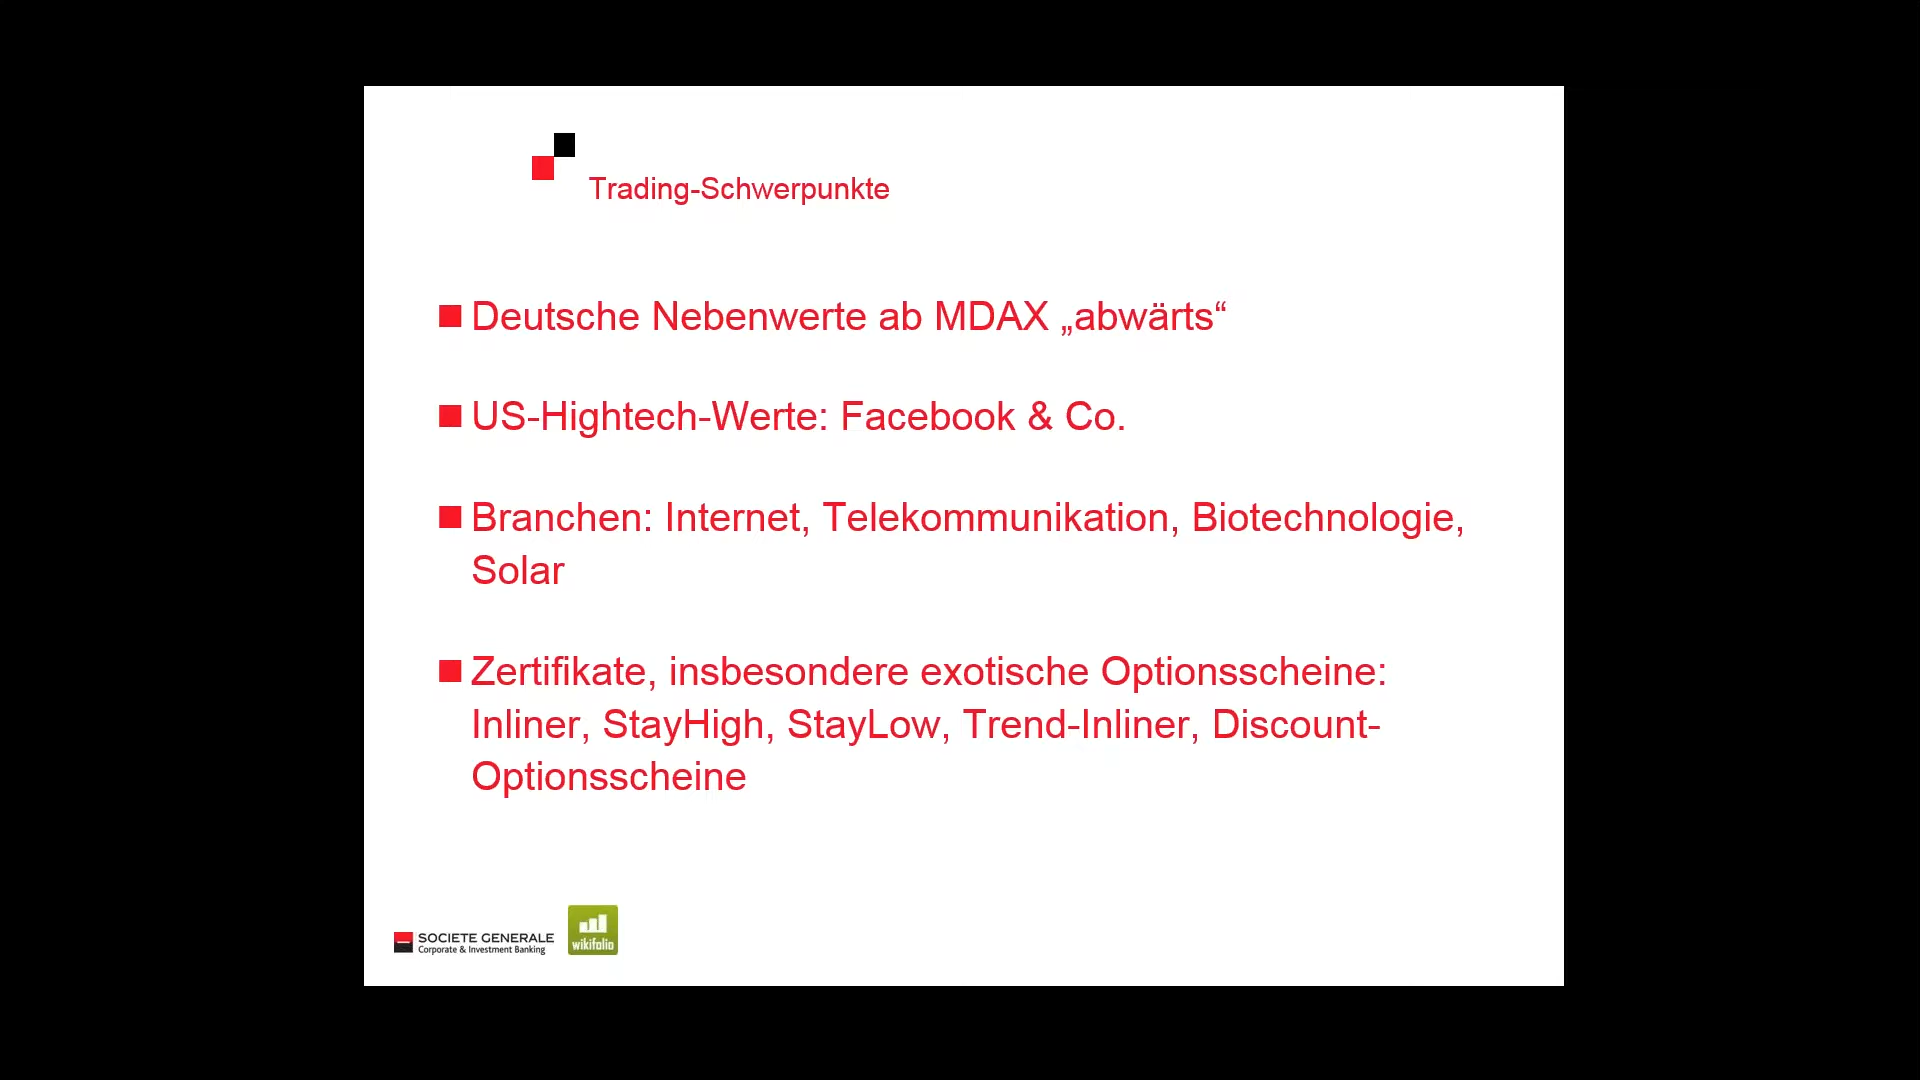 Trading-Schwerpunkte
Deutsche Nebenwerte ab MDAX „abwärts“
US-Hightech-Werte: Facebook & Co.
Branchen: Internet, Telekommunikation, Biotechnologie,
Solar
Zertifikate, insbesondere exotische Optionsscheine:
Inliner, StayHigh, StayLow, Trend-Inliner, Discount-
Optionsscheine
SOCIETE GENERALE
Corporate & Investment Banking
wikifolio